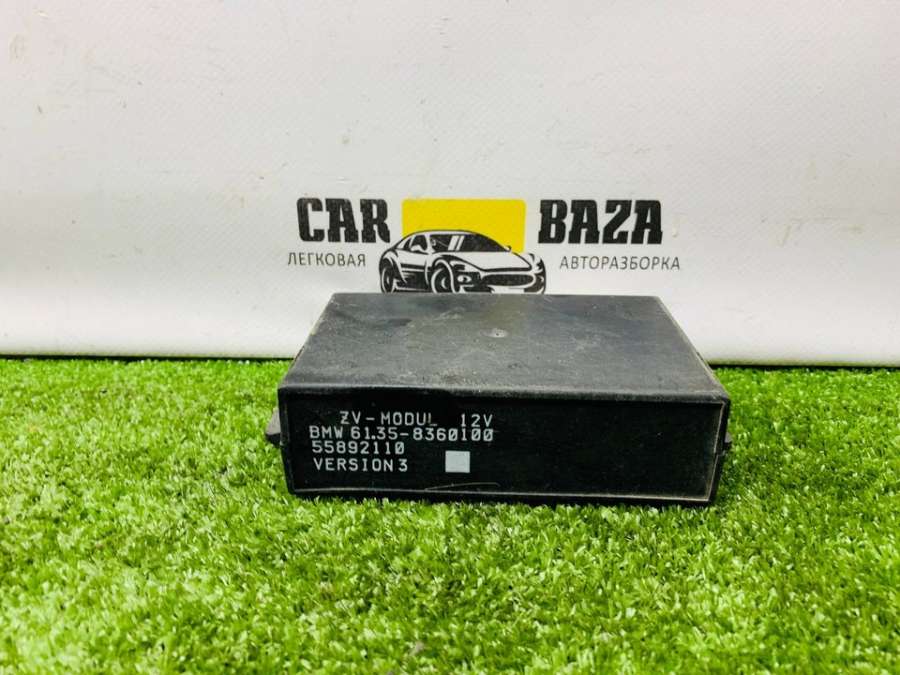 CAR BAZA
ЛЕГКОВАЯ АВТОРАЗБОРКА
ZV-MODUL 12V
BMW 61.35-8360100
55892110
VERSION 3